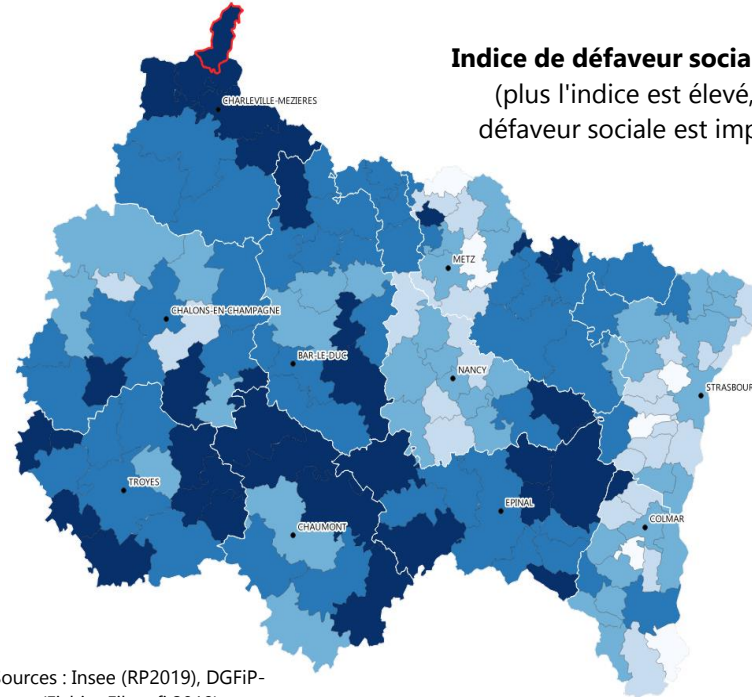 Indice de défaveur socia
(plus l'indice est élevé,
défaveur sociale est imp
CHARLEVILLE-MEZIERES
METZ
CHALONS-EN-CHAMPAGNE
BAR-LE-DUC
NANCY
STRASBOUR
TROYES
EPINAL
COLMAR
CHAUMONT
ources : Insee (RP2019), DGFiP-